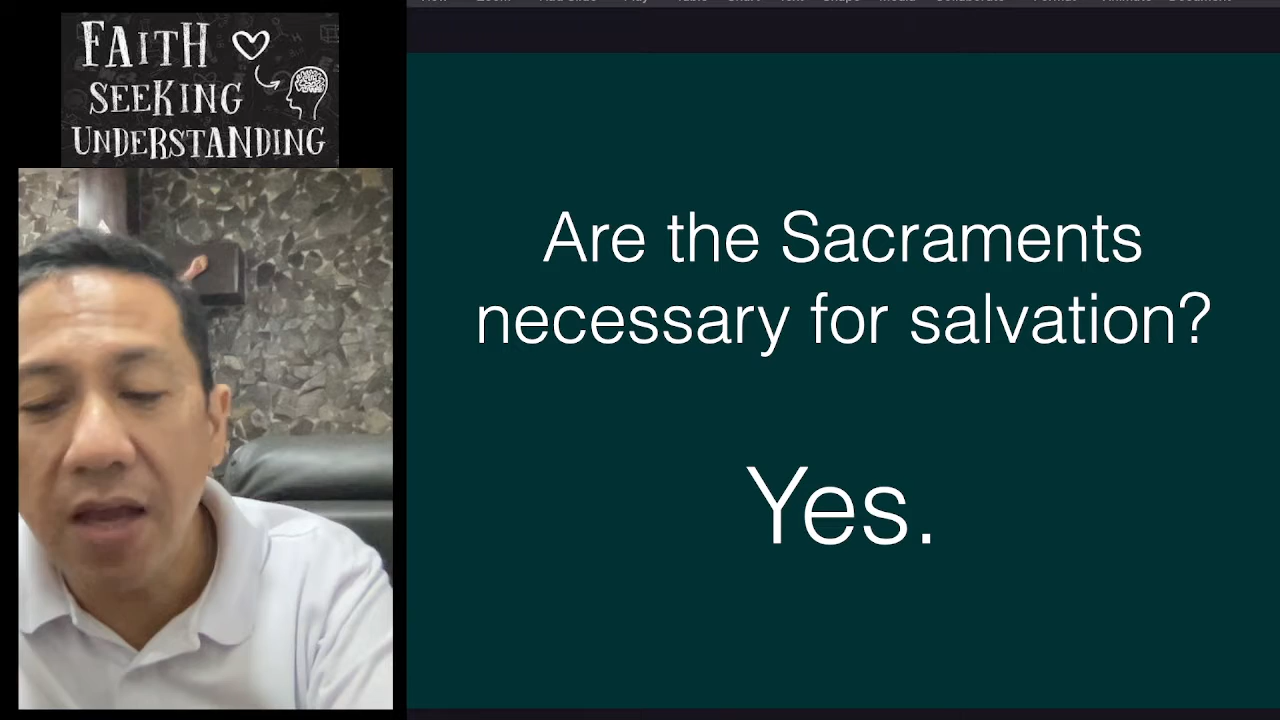 FAITH
SEEKING
UNDERSTANDING
Are the Sacraments
necessary for salvation?
Yes.